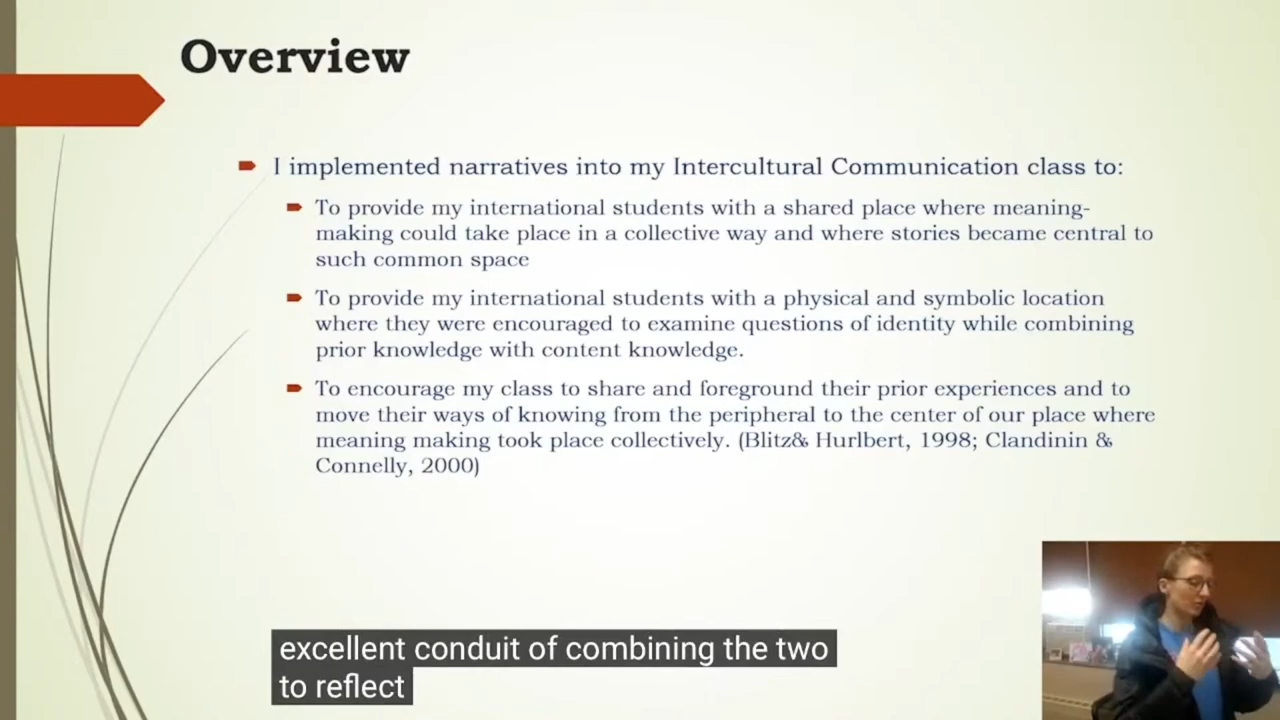 Overview
I implemented narratives into my Intercultural Communication class to:
To provide my international students with a shared place where meaning-
making could take place in a collective way and where stories became central to
such common space
To provide my international students with a physical and symbolic location
where they were encouraged to examine questions of identity while combining
prior knowledge with content knowledge.
To encourage my class to share and foreground their prior experiences and to
move their ways of knowing from the peripheral to the center of our place where
meaning making took place collectively. (Blitz& Hurlbert, 1998; Clandinin &
Connelly, 2000)
excellent conduit of combining the two
to reflect